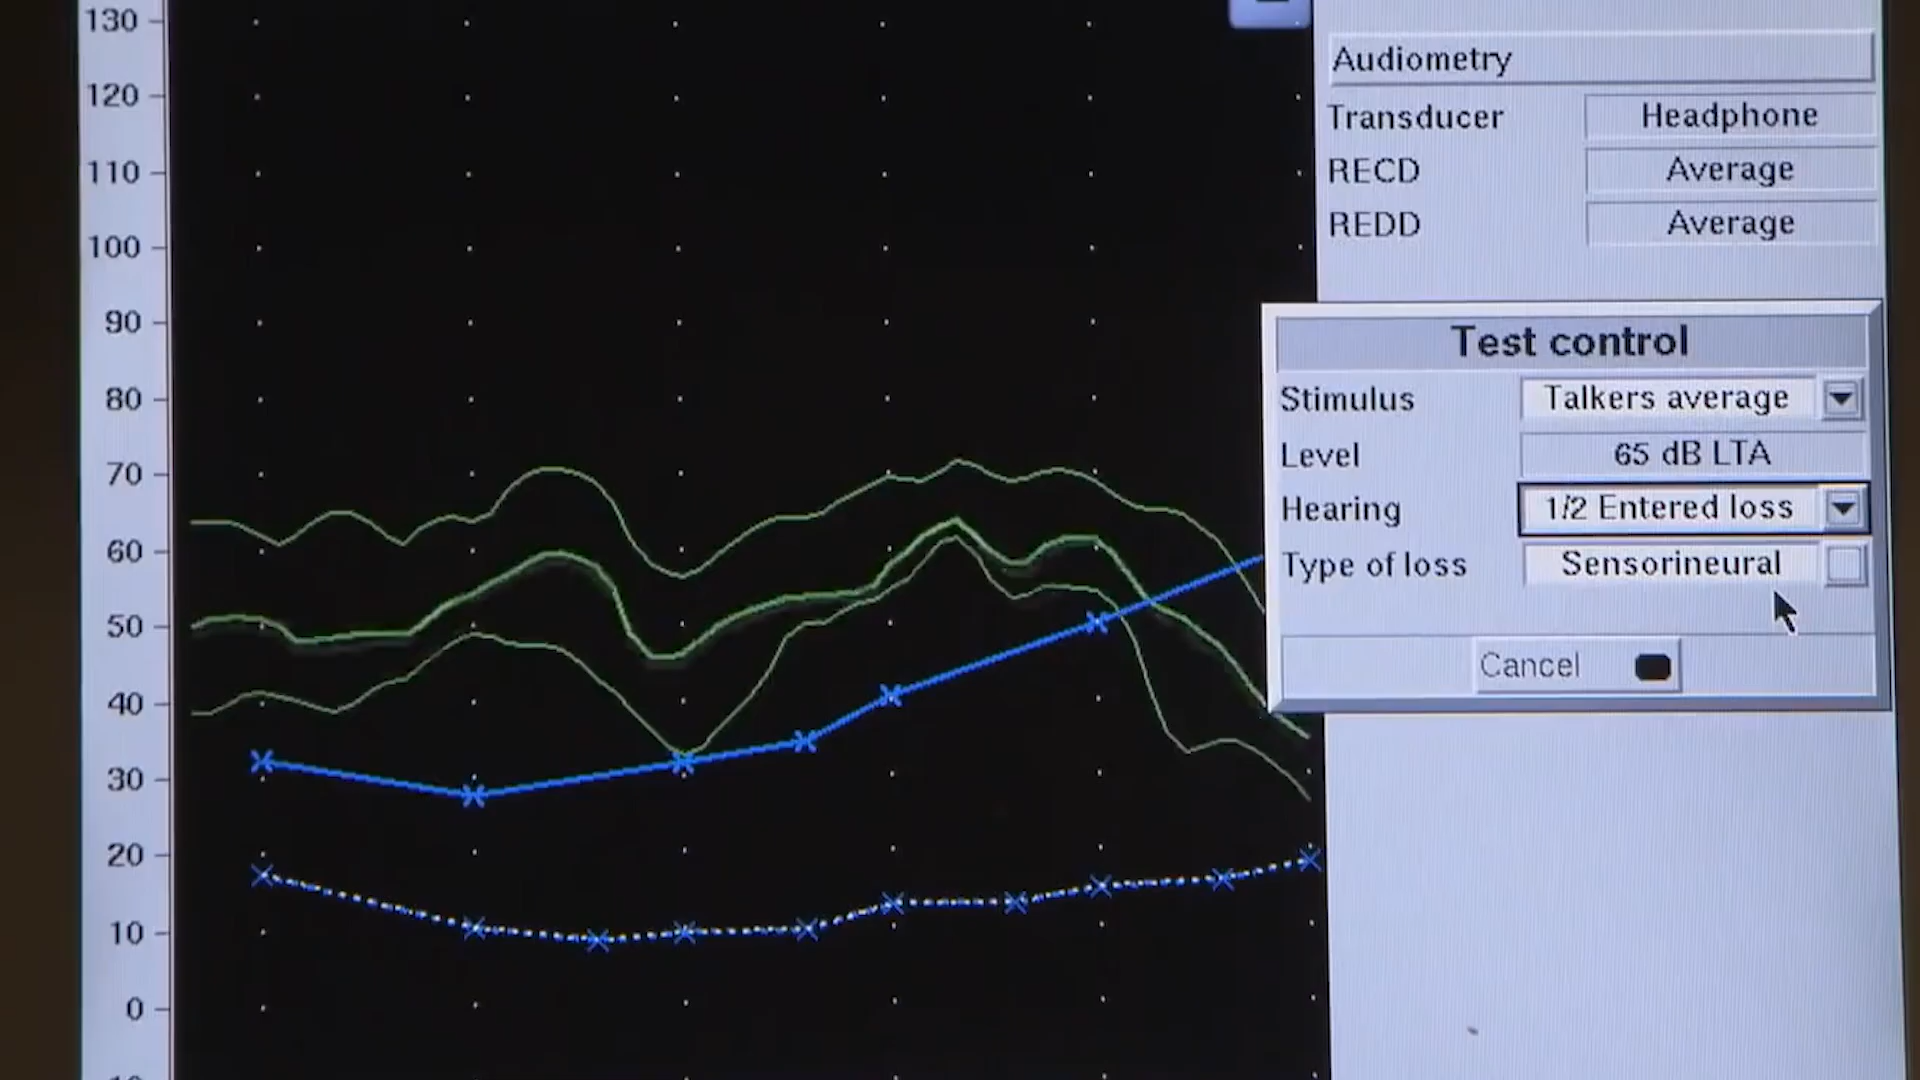 130
120
110
100
90
80
70
60
50
40
30
20
10
0
Audiometry
Transducer Headphone
RECD Average
REDD Average
Test control
Stimulus Talkers average
Level 65 dB LTA
Hearing 1/2 Entered loss
Type of loss Sensorineural
Cancel